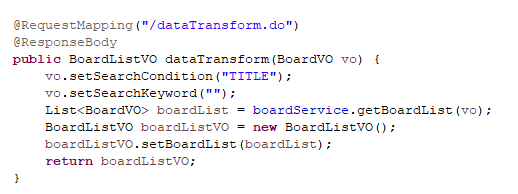 @RequestMapping("/dataTransform.do")
@ResponseBody
public BoardListVO dataTransform(BoardVO vo) {
    vo.setSearchCondition("TITLE");
    vo.setSearchKeyword("");
    List<BoardVO> boardList = boardService.getBoardList(vo);
    BoardListVO boardListVO = new BoardListVO();
    boardListVO.setBoardList(boardList);
    return boardListVO;
}